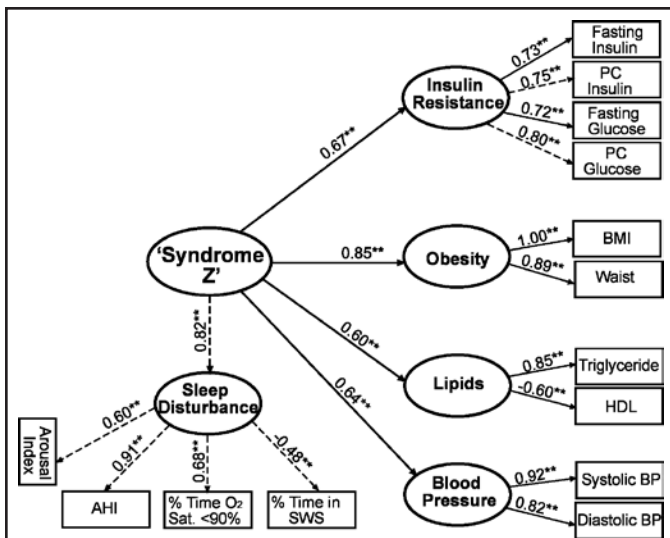 Fasting
Insulin
0.73**
PC
Insulin
0.75**
Insulin
Resistance
Fasting
Glucose
0.72**
PC
Glucose
0.80**
0.67**
'Syndrome
Z'
0.85**
Obesity
1.00**
BMI
0.89**
Waist
0.82**
0.60**
Lipids
0.85**
Triglyceride
-0.60**
HDL
0.64**
Sleep
Disturbance
0.60**
Arousal
Index
0.91**
AHI
0.68**
% Time O₂
Sat. <90%
-0.48**
% Time in
SWS
Blood
Pressure
0.92**
Systolic BP
0.82**
Diastolic BP